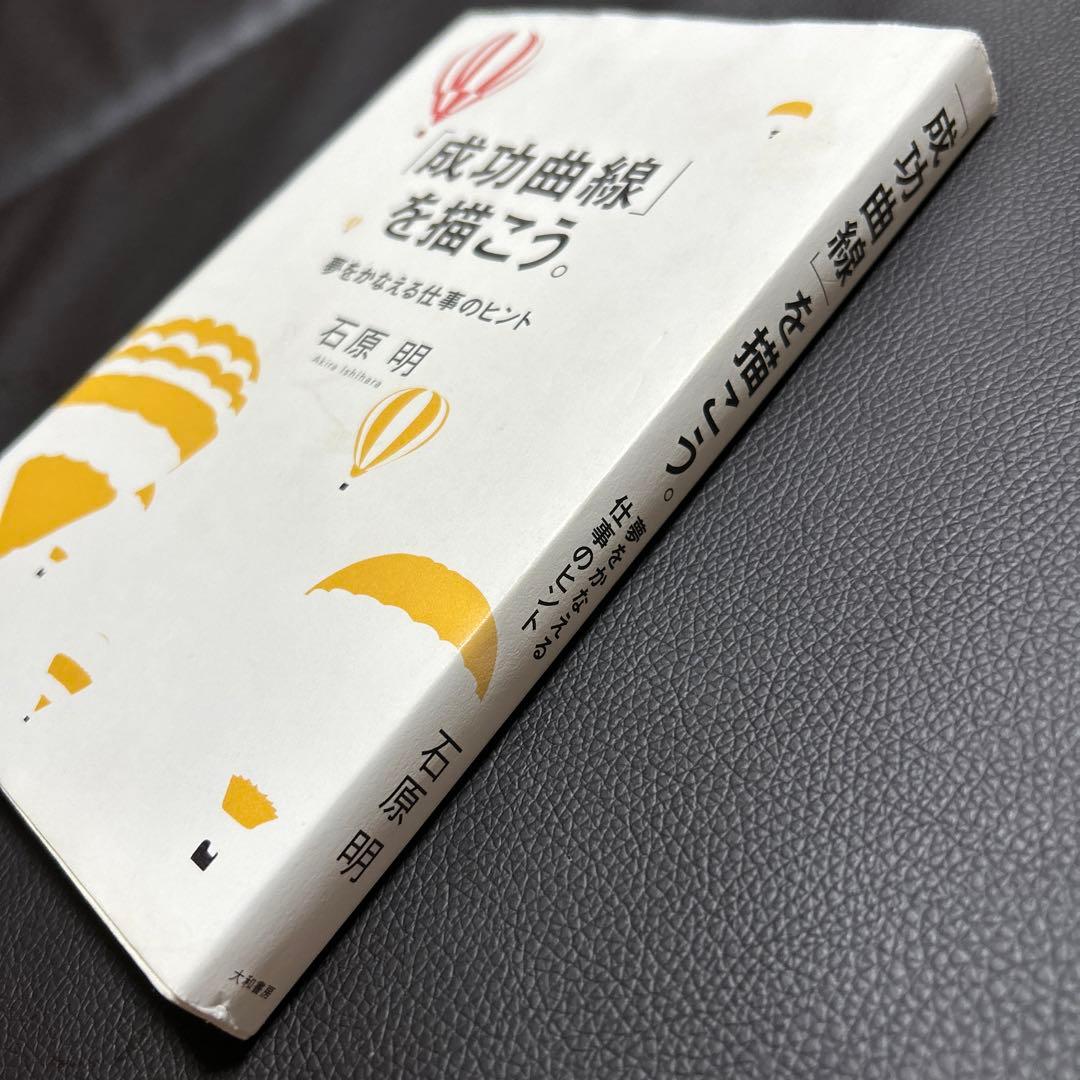 「成功曲線」
を描こう。
夢をかなえる仕事のヒント
石原 明
Akira Ishihara
「成功曲線」を描こう。
夢をかなえる
仕事のヒント
石原 明
大和書房